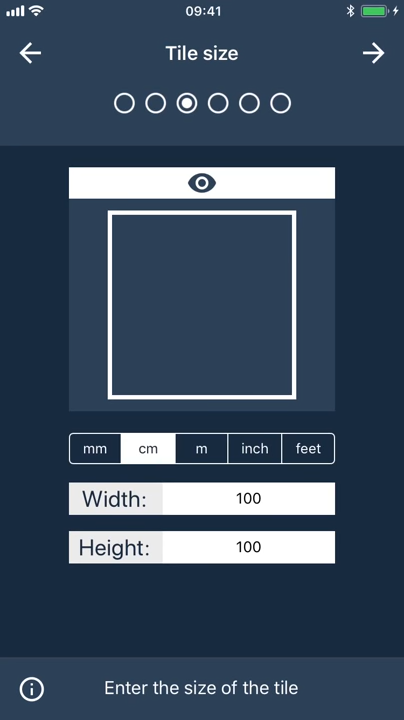 09:41
Tile size
mm cm m inch feet
Width: 100
Height: 100
Enter the size of the tile